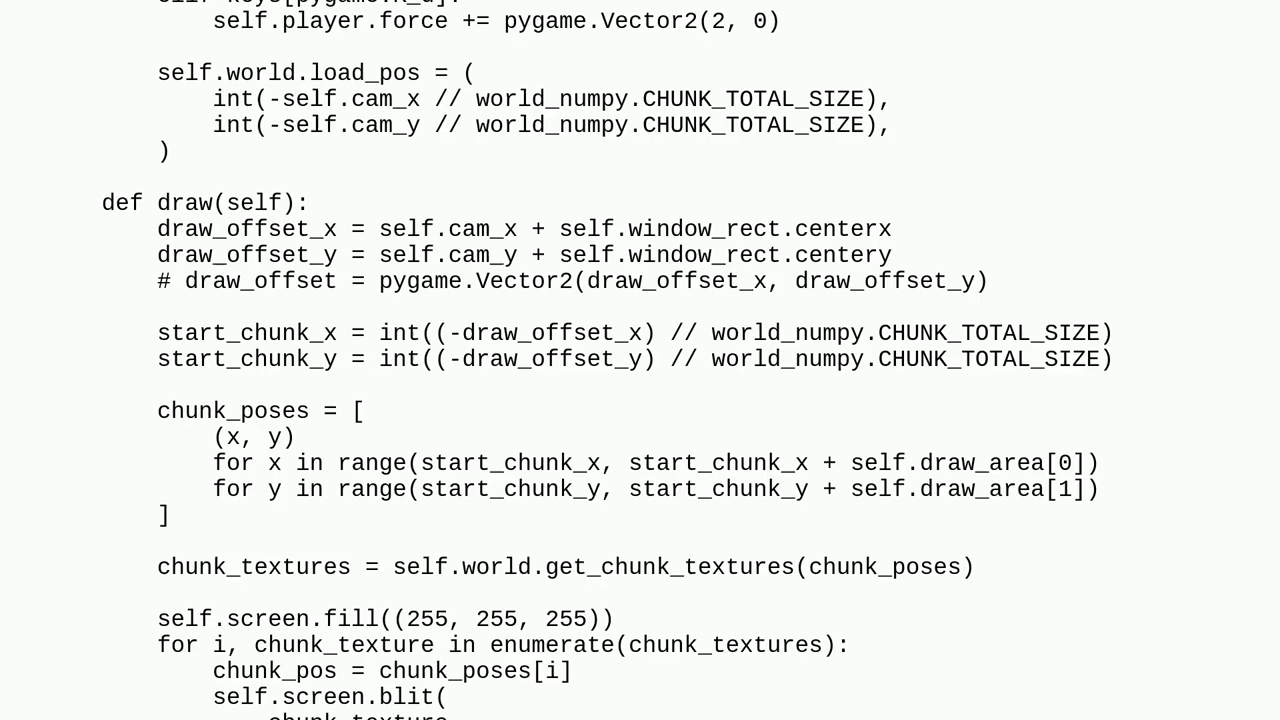 self.player.force += pygame.Vector2(2, 0)
self.world.load_pos = (
int(-self.cam_x // world_numpy.CHUNK_TOTAL_SIZE),
int(-self.cam_y // world_numpy.CHUNK_TOTAL_SIZE),
)
def draw(self):
draw_offset_x = self.cam_x + self.window_rect.centerx
draw_offset_y = self.cam_y + self.window_rect.centery
# draw_offset = pygame.Vector2(draw_offset_x, draw_offset_y)
start_chunk_x = int((-draw_offset_x) // world_numpy.CHUNK_TOTAL_SIZE)
start_chunk_y = int((-draw_offset_y) // world_numpy.CHUNK_TOTAL_SIZE)
chunk_poses = [
(x, y)
for x in range(start_chunk_x, start_chunk_x + self.draw_area[0])
for y in range(start_chunk_y, start_chunk_y + self.draw_area[1])
]
chunk_textures = self.world.get_chunk_textures(chunk_poses)
self.screen.fill((255, 255, 255))
for i, chunk_texture in enumerate(chunk_textures):
chunk_pos = chunk_poses[i]
self.screen.blit(